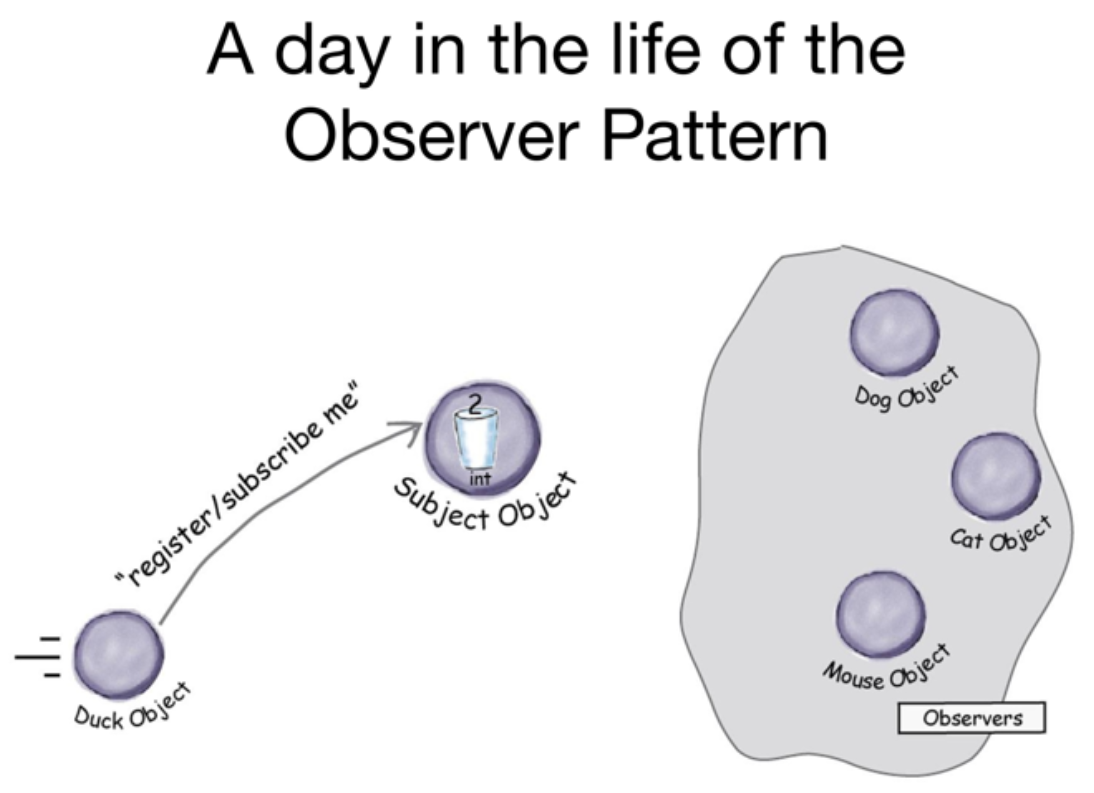 A day in the life of the
Observer Pattern
"register/subscribe me"
2
int
Subject Object
Duck Object
Dog Object
Cat Object
Mouse Object
Observers